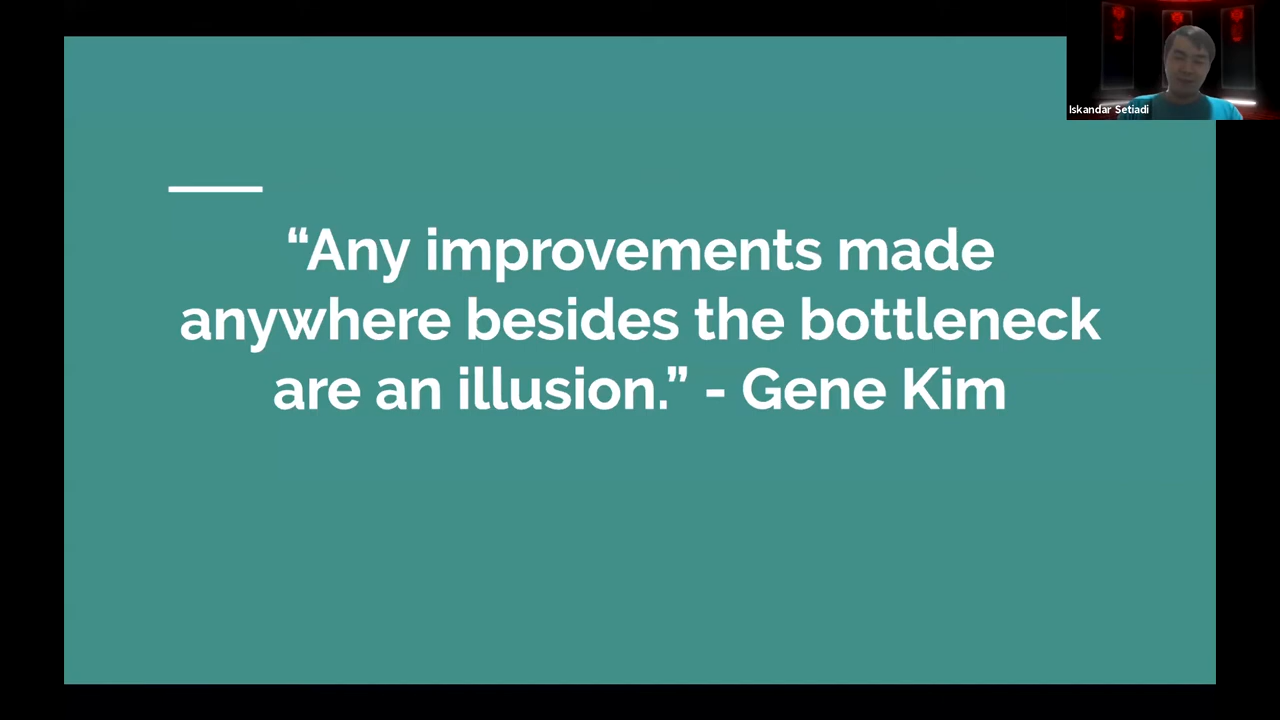 Iskandar Setiadi
“Any improvements made
anywhere besides the bottleneck
are an illusion.” - Gene Kim